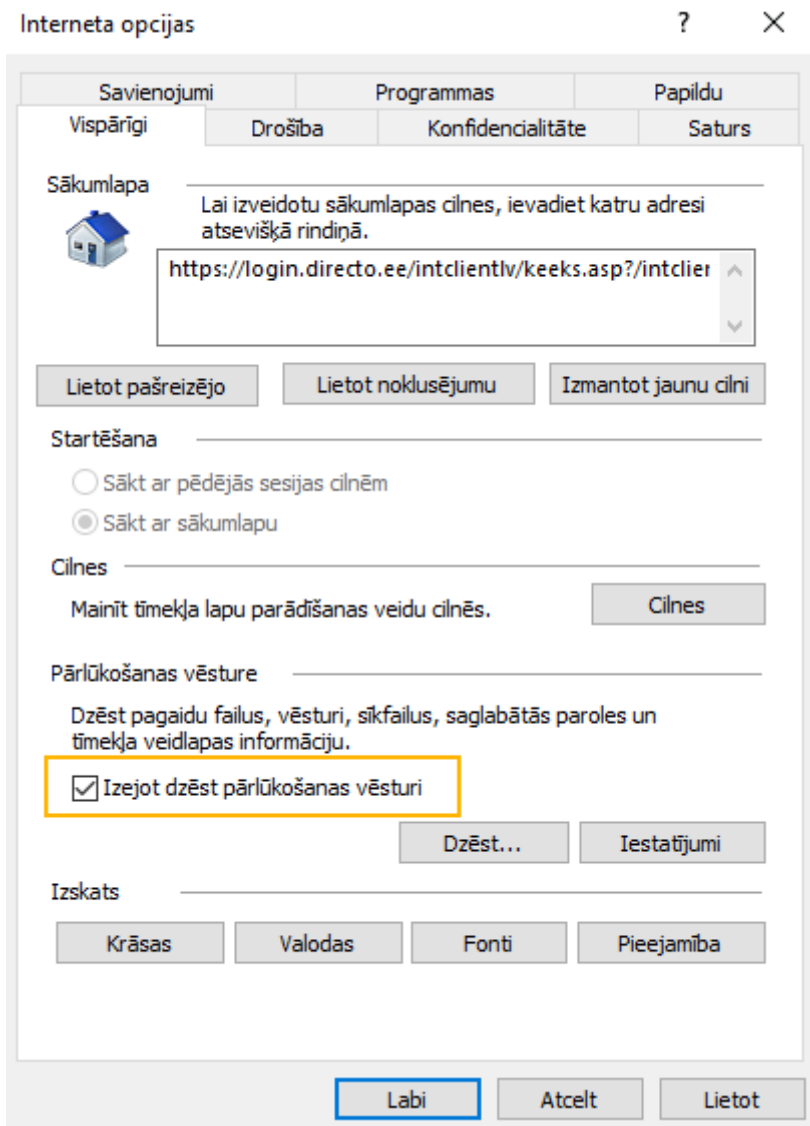 Interneta opcijas ?
Savienojumi Programmas Papildu
Vispārīgi Drošība Konfidencialitāte Saturs
Sākumlapa
Lai izveidotu sākumlapas cilnes, ievadiet katru adresi
atsevišķā rindiņā.
https://login.directo.ee/intclientlv/keeks.asp?/intclier
Lietot pašreizējo Lietot noklusējumu Izmantot jaunu cilni
Startēšana
Sākt ar pēdējās sesijas cilnēm
Sākt ar sākumlapu
Cilnes
Mainīt tīmekļa lapu parādīšanas veidu cilnēs. Cilnes
Pārlūkošanas vēsture
Dzēst pagaidu failus, vēsturi, sīkfailus, saglabātās paroles un
tīmekļa veidlapas informāciju.
Izejot dzēst pārlūkošanas vēsturi
Dzēst... Iestatījumi
Izskats
Krāsas Valodas Fonti Pieejamība
Labi Atcelt Lietot